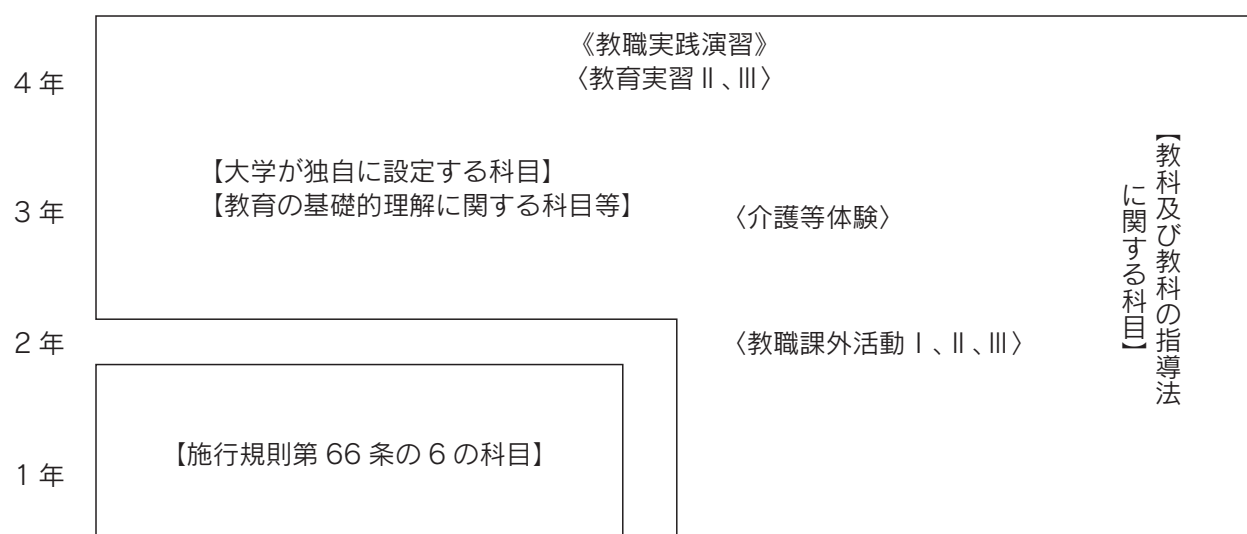 《教職実践演習》
4 年
〈教育実習Ⅱ、Ⅲ〉
【大学が独自に設定する科目】
3 年
【教育の基礎的理解に関する科目等】
〈介護等体験〉
【教科及び教科の指導法
に関する科目】
2 年
〈教職課外活動Ⅰ、Ⅱ、Ⅲ〉
【施行規則第 66 条の 6 の科目】
1 年